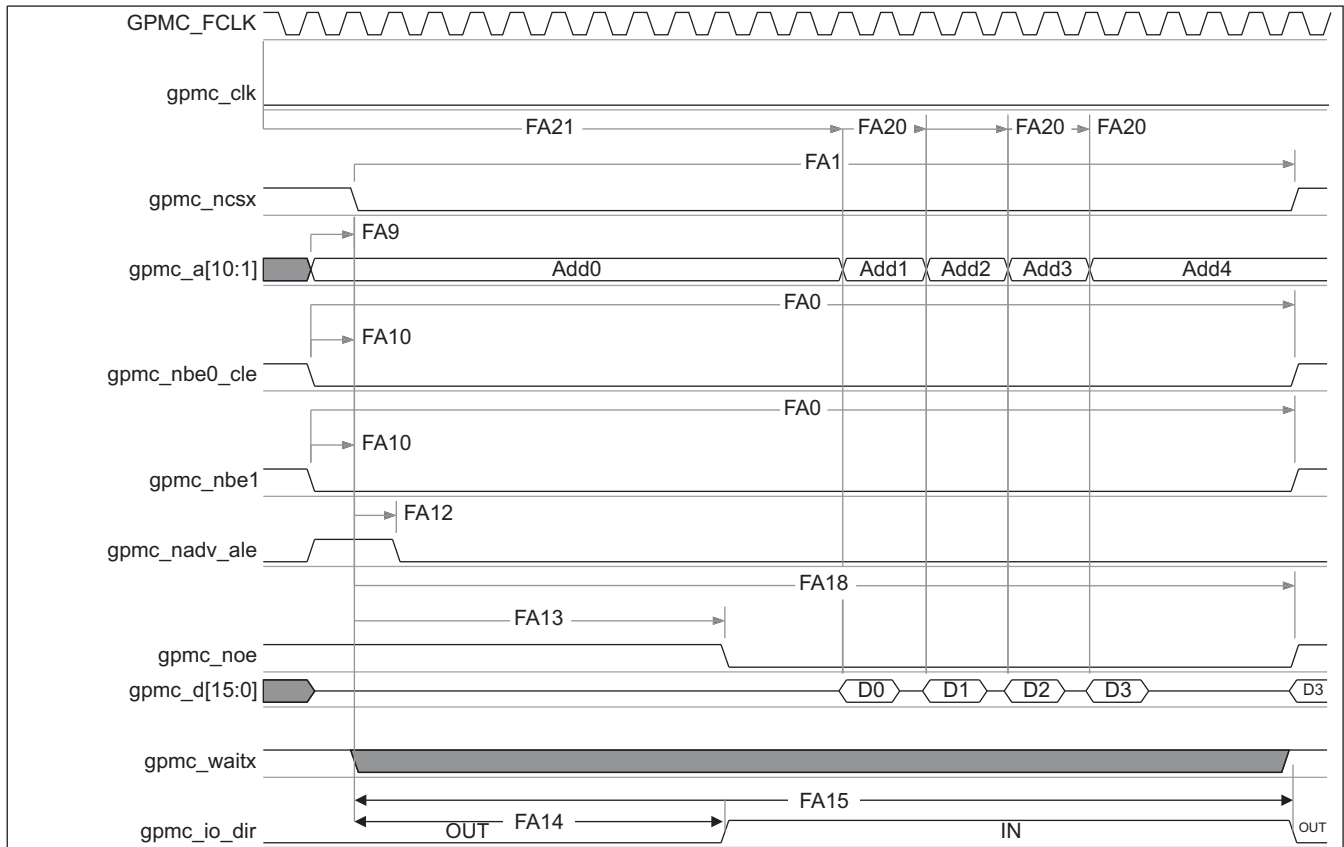 GPMC_FCLK
gpmc_clk
FA21 FA20 FA20 FA20
FA1
gpmc_ncsx
FA9
gpmc_a[10:1] Add0 Add1 Add2 Add3 Add4
FA0
FA10
gpmc_nbe0_cle
FA0
FA10
gpmc_nbe1
FA12
gpmc_nadv_ale
FA18
FA13
gpmc_noe
gpmc_d[15:0] D0 D1 D2 D3 D3
gpmc_waitx
FA15
FA14
gpmc_io_dir OUT IN OUT